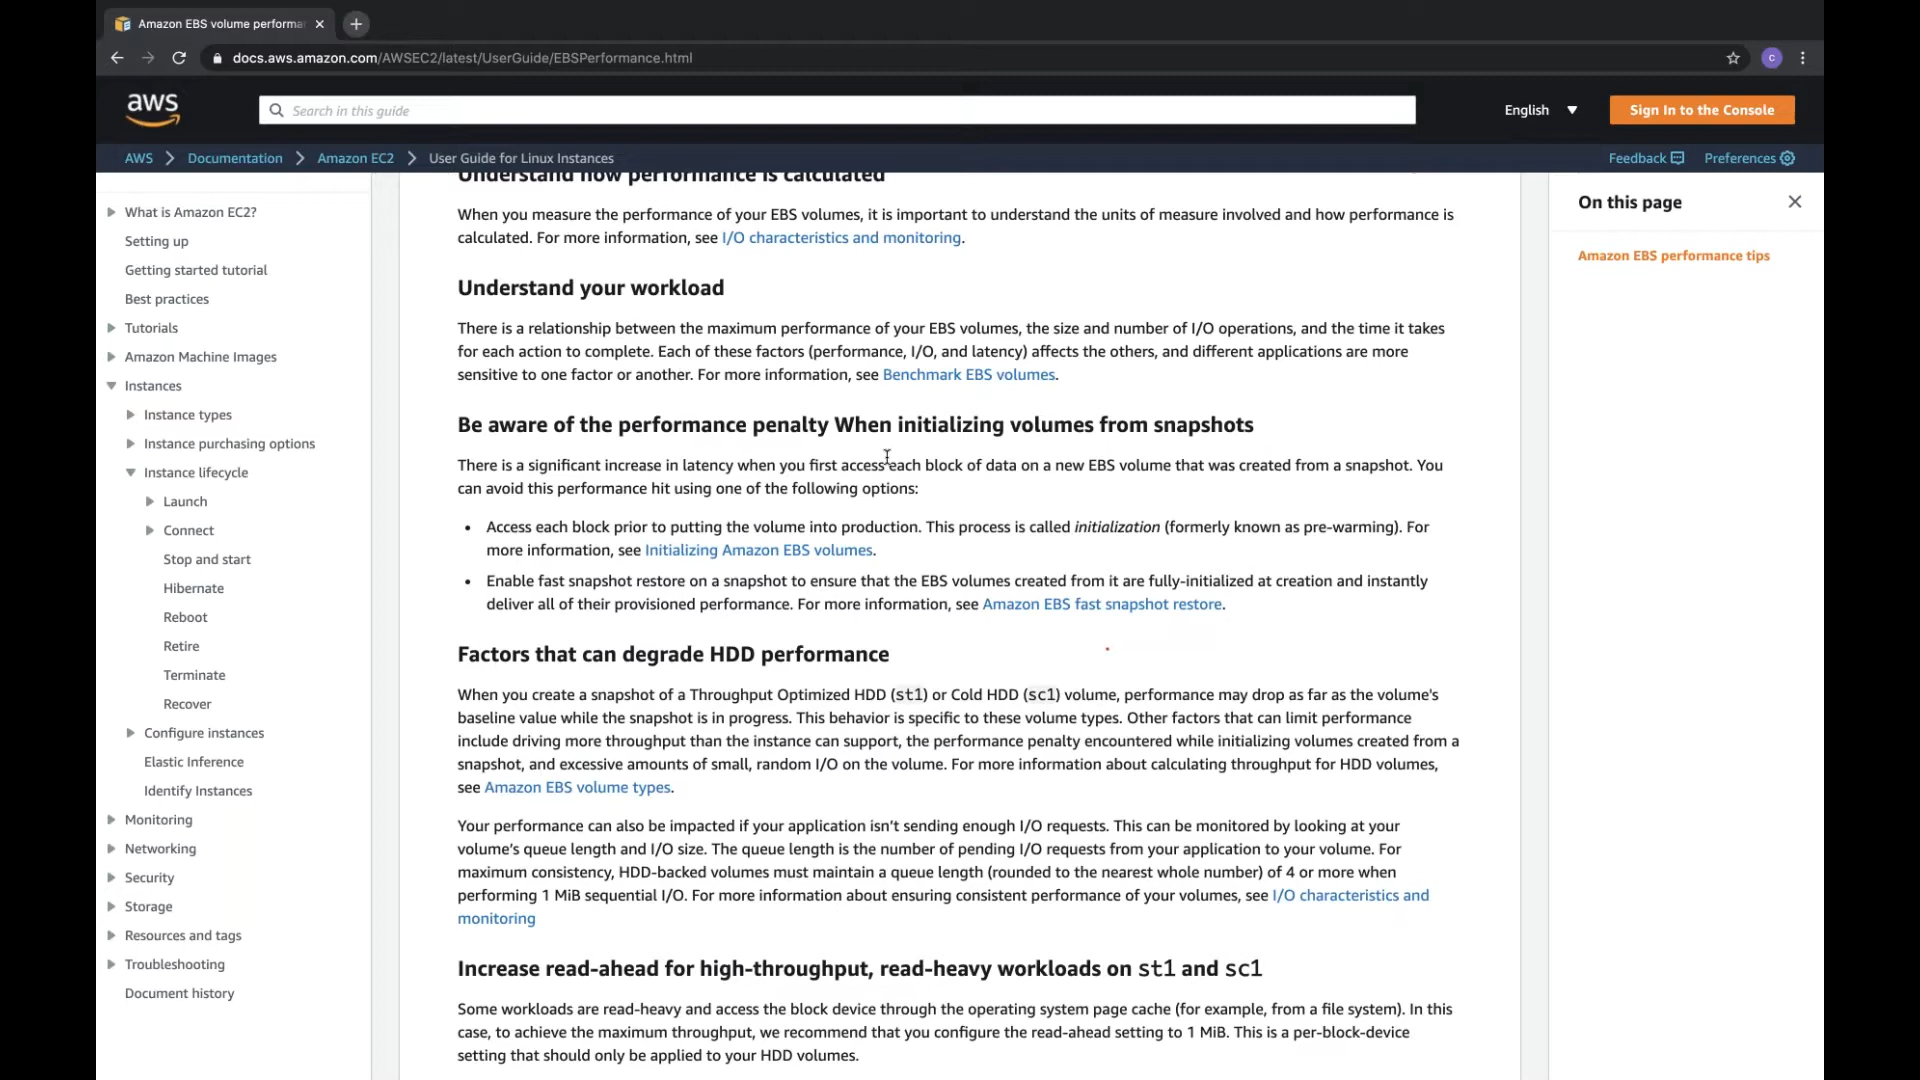 Amazon EBS volume performa
docs.aws.amazon.com/AWSEC2/latest/UserGuide/EBSPerformance.html
C
aws
Search in this guide
English
Sign In to the Console
AWS
Documentation
Amazon EC2
User Guide for Linux Instances
Feedback
Preferences
What is Amazon EC2?
Setting up
Getting started tutorial
Best practices
Tutorials
Amazon Machine Images
Instances
Instance types
Instance purchasing options
Instance lifecycle
Launch
Connect
Stop and start
Hibernate
Reboot
Retire
Terminate
Recover
Configure instances
Elastic Inference
Identify Instances
Monitoring
Networking
Security
Storage
Resources and tags
Troubleshooting
Document history
Understand how performance is calculated
When you measure the performance of your EBS volumes, it is important to understand the units of measure involved and how performance is
calculated. For more information, see I/O characteristics and monitoring.
Understand your workload
There is a relationship between the maximum performance of your EBS volumes, the size and number of I/O operations, and the time it takes
for each action to complete. Each of these factors (performance, I/O, and latency) affects the others, and different applications are more
sensitive to one factor or another. For more information, see Benchmark EBS volumes.
Be aware of the performance penalty When initializing volumes from snapshots
There is a significant increase in latency when you first access each block of data on a new EBS volume that was created from a snapshot. You
can avoid this performance hit using one of the following options:
• Access each block prior to putting the volume into production. This process is called initialization (formerly known as pre-warming). For
more information, see Initializing Amazon EBS volumes.
• Enable fast snapshot restore on a snapshot to ensure that the EBS volumes created from it are fully-initialized at creation and instantly
deliver all of their provisioned performance. For more information, see Amazon EBS fast snapshot restore.
Factors that can degrade HDD performance
When you create a snapshot of a Throughput Optimized HDD (st1) or Cold HDD (sc1) volume, performance may drop as far as the volume's
baseline value while the snapshot is in progress. This behavior is specific to these volume types. Other factors that can limit performance
include driving more throughput than the instance can support, the performance penalty encountered while initializing volumes created from a
snapshot, and excessive amounts of small, random I/O on the volume. For more information about calculating throughput for HDD volumes,
see Amazon EBS volume types.
Your performance can also be impacted if your application isn't sending enough I/O requests. This can be monitored by looking at your
volume's queue length and I/O size. The queue length is the number of pending I/O requests from your application to your volume. For
maximum consistency, HDD-backed volumes must maintain a queue length (rounded to the nearest whole number) of 4 or more when
performing 1 MiB sequential I/O. For more information about ensuring consistent performance of your volumes, see I/O characteristics and
monitoring
Increase read-ahead for high-throughput, read-heavy workloads on st1 and sc1
Some workloads are read-heavy and access the block device through the operating system page cache (for example, from a file system). In this
case, to achieve the maximum throughput, we recommend that you configure the read-ahead setting to 1 MiB. This is a per-block-device
setting that should only be applied to your HDD volumes.
On this page
Amazon EBS performance tips